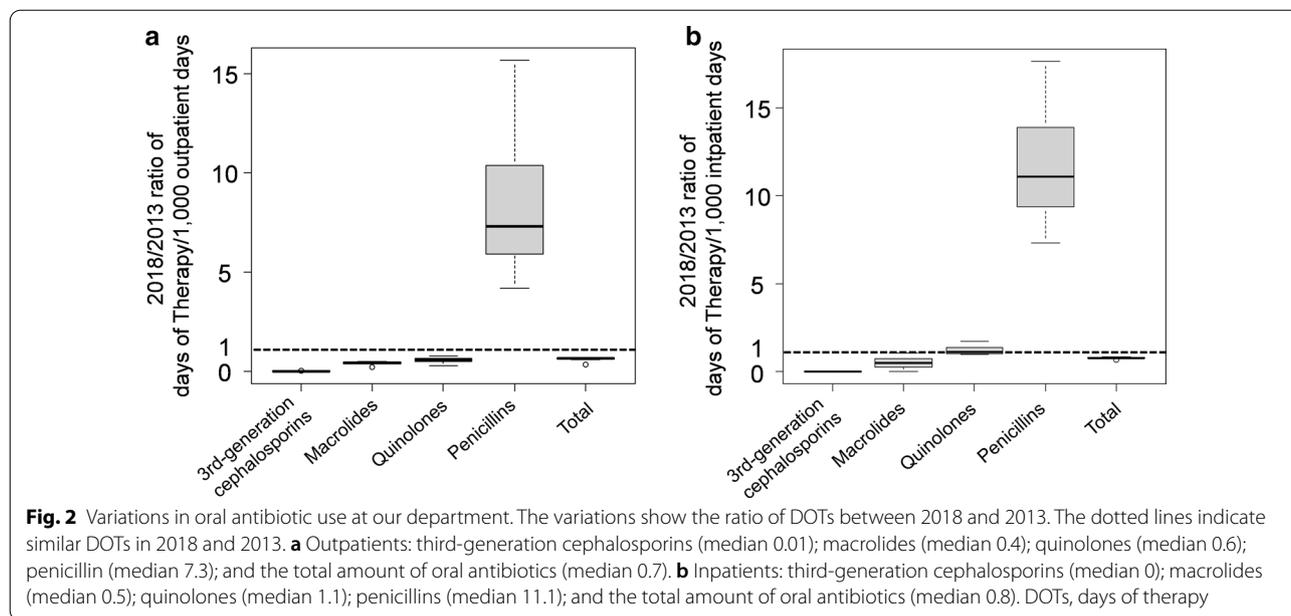 a
2018/2013 ratio of
days of Therapy/1,000 outpatient days
15
10
5
1
0
3rd-generation
cephalosporins
Macrolides
Quinolones
Penicillins
Total
b
2018/2013 ratio of
days of Therapy/1,000 intpatient days
15
10
5
1
0
3rd-generation
cephalosporins
Macrolides
Quinolones
Penicillins
Total
Fig. 2 Variations in oral antibiotic use at our department. The variations show the ratio of DOTs between 2018 and 2013. The dotted lines indicate
similar DOTs in 2018 and 2013. a Outpatients: third-generation cephalosporins (median 0.01); macrolides (median 0.4); quinolones (median 0.6);
penicillin (median 7.3); and the total amount of oral antibiotics (median 0.7). b Inpatients: third-generation cephalosporins (median 0); macrolides
(median 0.5); quinolones (median 1.1); penicillins (median 11.1); and the total amount of oral antibiotics (median 0.8). DOTs, days of therapy